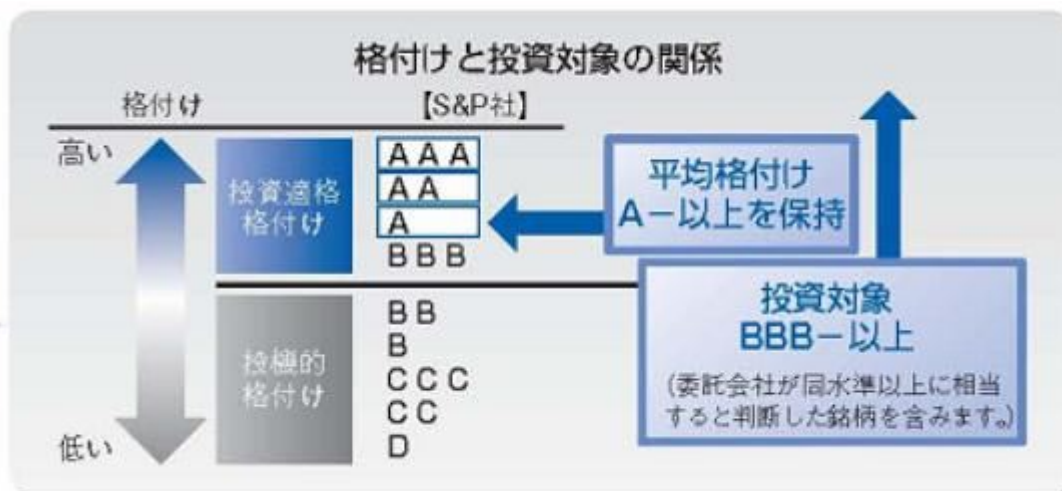 格付けと投資対象の関係
格付け
【S&P社】
高い
投資適格
格付け
AAA
AA
A
BBB
平均格付け
A－以上を保持
投機的
格付け
BB
B
CCC
CC
D
低い
投資対象
BBB－以上
(委託会社が同水準以上に相当
すると判断した銘柄を含みます。)